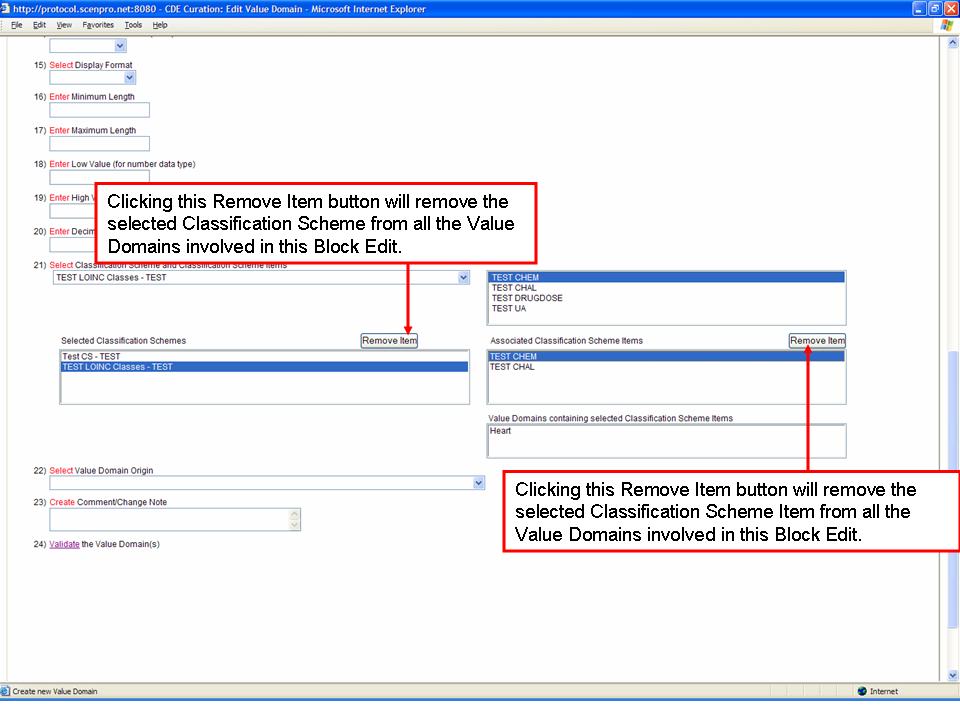 http://protocol.scenpro.net:8080 - CDE Curation: Edit Value Domain - Microsoft Internet Explorer
File Edit View Favorites Tools Help
15) Select Display Format
16) Enter Minimum Length
17) Enter Maximum Length
18) Enter Low Value (for number data type)
19) Enter High
20) Enter Decim
Clicking this Remove Item button will remove the
selected Classification Scheme from all the Value
Domains involved in this Block Edit.
21) Select Classification Scheme and Classification Scheme Items
TEST LOINC Classes - TEST
TEST CHEM
TEST CHAL
TEST DRUGDOSE
TEST UA
Selected Classification Schemes Remove Item
Associated Classification Scheme Items Remove Item
Test CS - TEST
TEST LOINC Classes - TEST
TEST CHEM
TEST CHAL
Value Domains containing selected Classification Scheme Items
Heart
22) Select Value Domain Origin
Clicking this Remove Item button will remove the
selected Classification Scheme Item from all the
Value Domains involved in this Block Edit.
23) Create Comment/Change Note
24) Validate the Value Domain(s)
Create new Value Domain
Internet